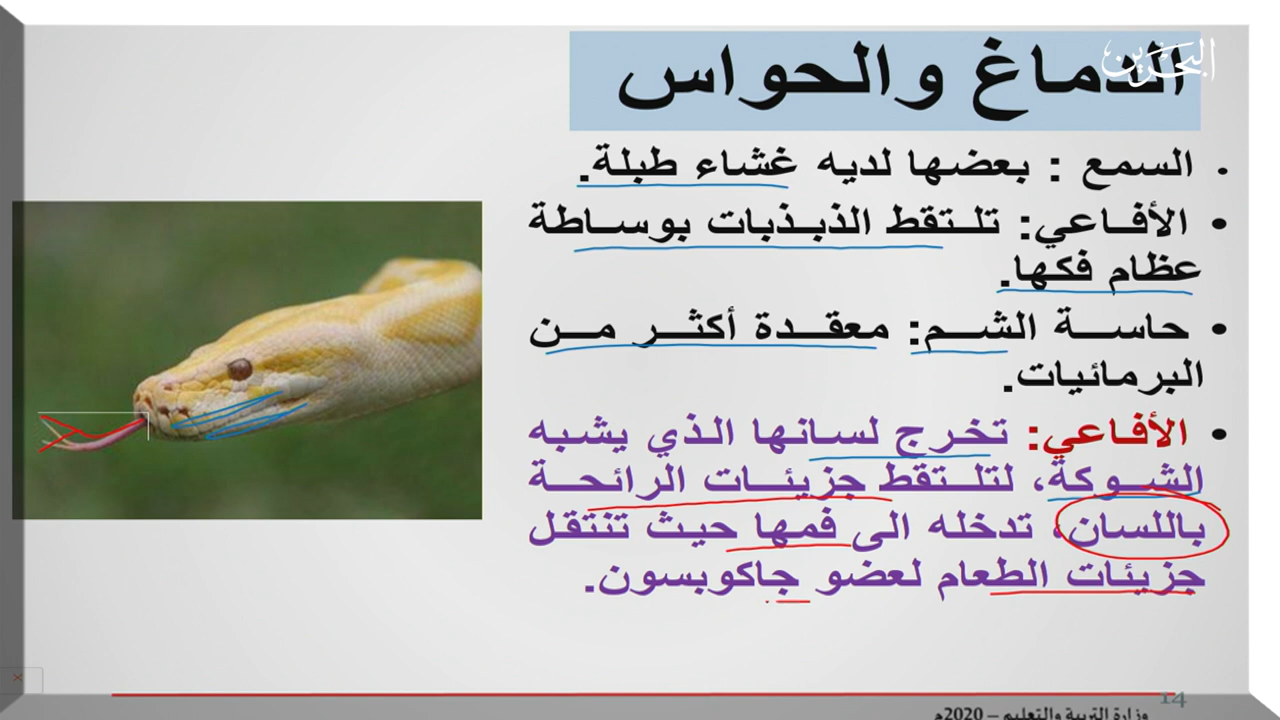 البحرين
الدماغ والحواس
• السمع : بعضها لديه غشاء طبلة.
• الأفاعي: تلتقط الذبذبات بوساطة
عظام فكها.
• حاسة الشم: معقدة أكثر من
البرمائيات.
• الأفاعي: تخرج لسانها الذي يشبه
الشوكة، لتلتقط جزيئات الرائحة
باللسان، تدخله الى فمها حيث تنتقل
جزيئات الطعام لعضو جاكوبسون.
14
وزارة التربية والتعليم – 2020م